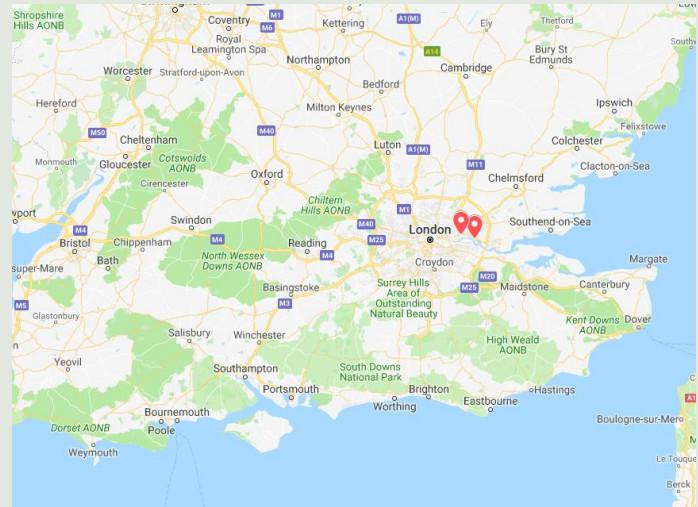 Shropshire
Hills AONB
Coventry
M1
M6
Kettering
A1(M)
Ely
Thetford
Royal
Leamington Spa
A14
Bury St
Edmunds
Northampton
Worcester
Stratford-upon-Avon
Cambridge
Bedford
Hereford
Milton Keynes
Ipswich
M50
M40
Felixstowe
Cheltenham
Luton
A1(M)
Colchester
Monmouth
Gloucester
Cotswolds
AONB
M11
Clacton-on-Sea
Oxford
Chelmsford
Cirencester
Chiltern
Hills AONB
M1
Swindon
M40
London
Southend-on-Sea
M4
M4
M25
Bristol
Chippenham
Reading
M4
Bath
North Wessex
Downs AONB
Croydon
Margate
M20
Basingstoke
Surrey Hills
Area of
Outstanding
Natural Beauty
M25
Maidstone
Canterbury
M5
M3
Glastonbury
Kent Downs
AONB
Dover
Salisbury
Winchester
High Weald
AONB
Yeovil
South Downs
National Park
Southampton
Portsmouth
Brighton
Hastings
Worthing
Eastbourne
Bournemouth
Poole
Boulogne-sur-Mer
Dorset AONB
Weymouth
Le Touque
Berck